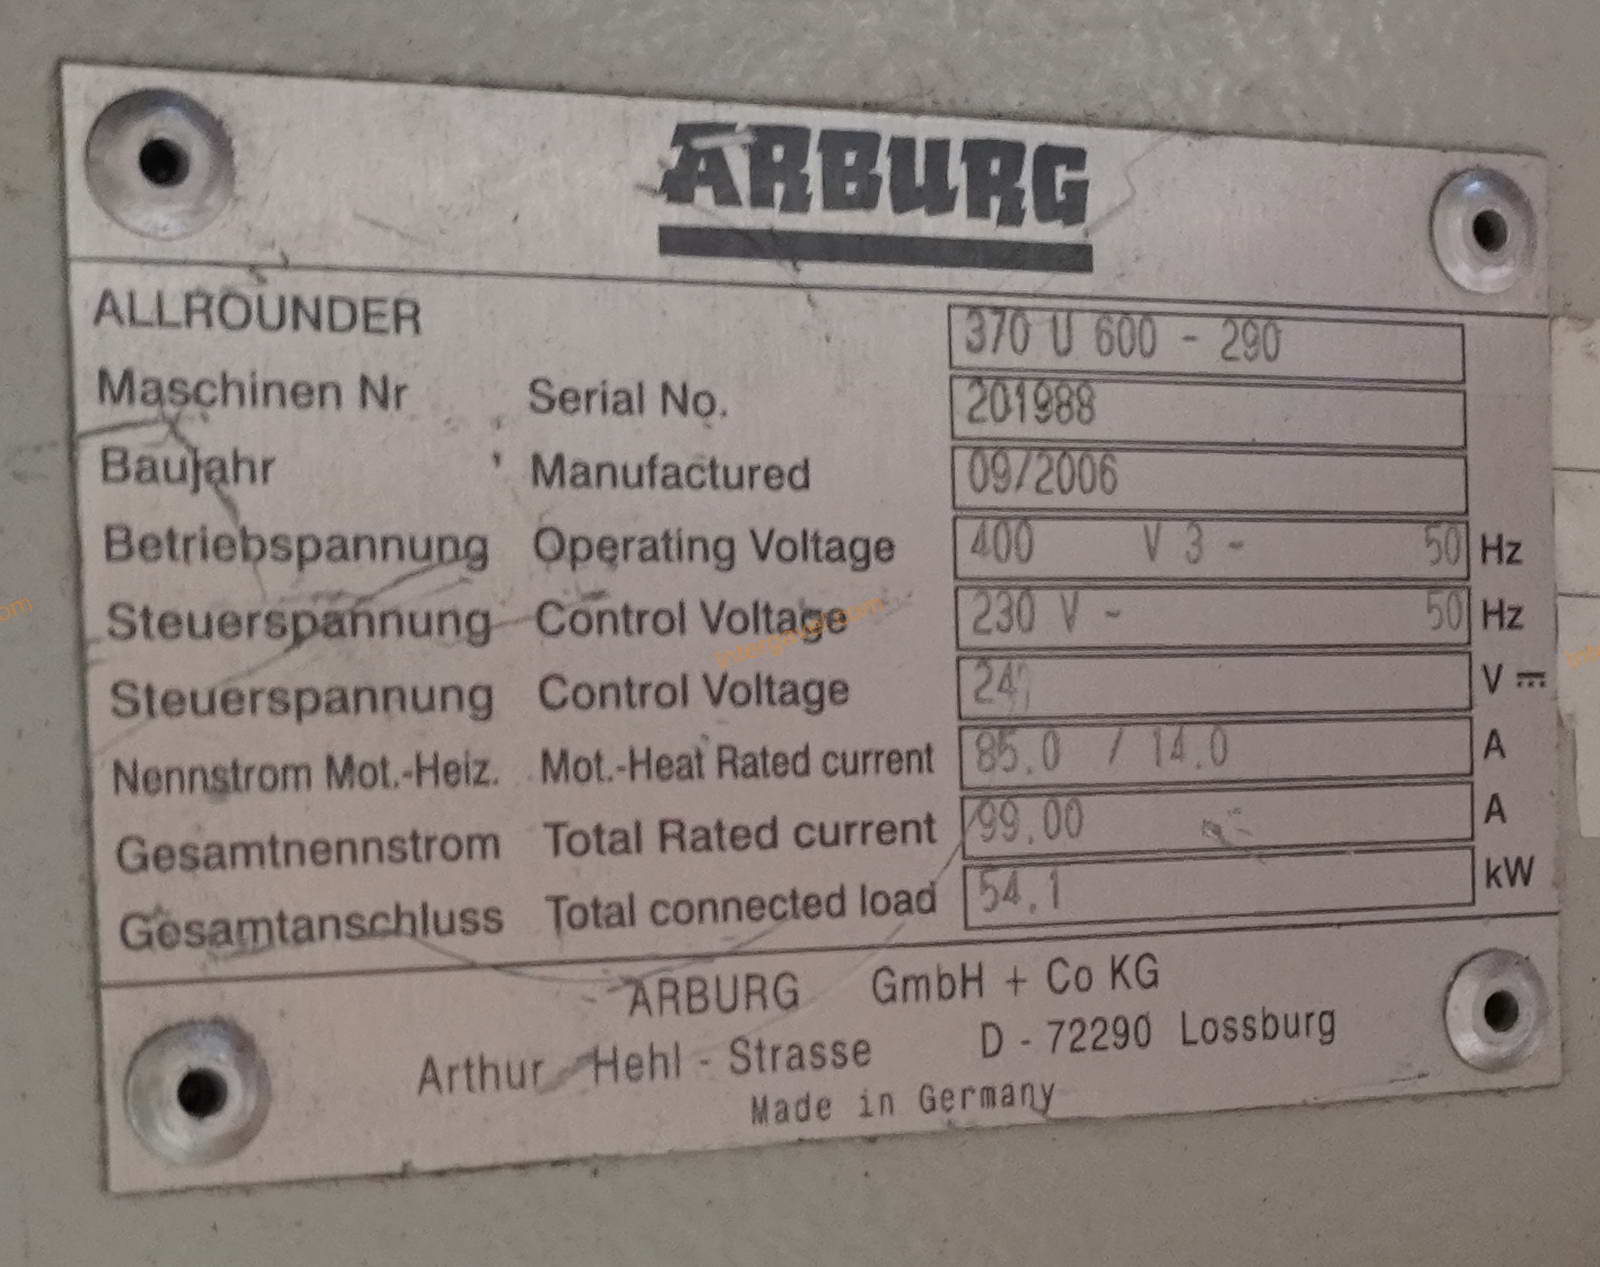 ARBURG
ALLROUNDER 370 U 600 - 290
Maschinen Nr Serial No. 201988
Baujahr Manufactured 09/2006
Betriebspannung Operating Voltage 400 V 3 ~ 50 Hz
Steuerspannung Control Voltage 230 V ~ 50 Hz
Steuerspannung Control Voltage 24 V ⎓
Nennstrom Mot.-Heiz. Mot.-Heat Rated current 85.0 / 14.0 A
Gesamtnennstrom Total Rated current 99.00 A
Gesamtanschluss Total connected load 54.1 kW
ARBURG GmbH + Co KG
Arthur - Hehl - Strasse D - 72290 Lossburg
Made in Germany